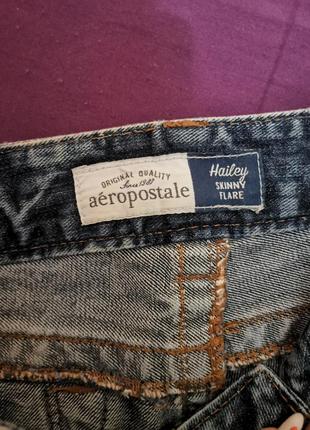 ORIGINAL QUALITY
Since 1987
aéropostale
Hailey
SKINNY
FLARE